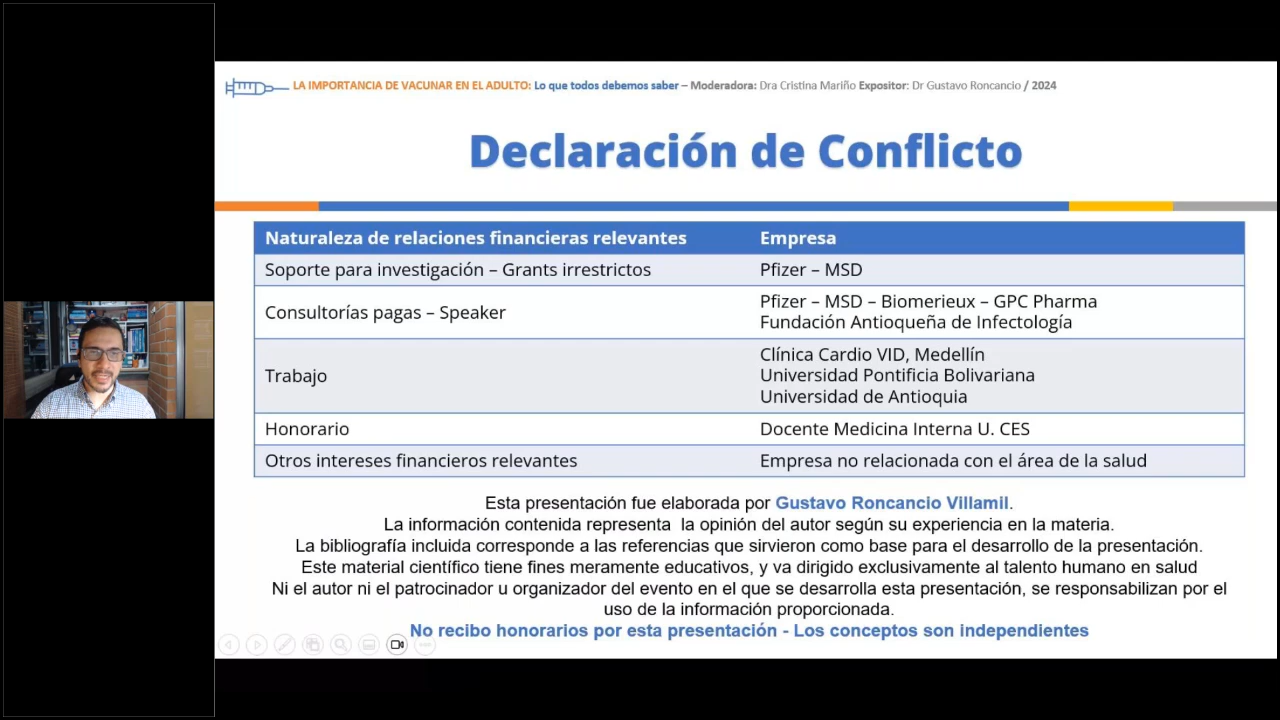 LA IMPORTANCIA DE VACUNAR EN EL ADULTO: Lo que todos debemos saber – Moderadora: Dra Cristina Mariño Expositor: Dr Gustavo Roncancio / 2024
Declaración de Conflicto
Naturaleza de relaciones financieras relevantes Empresa
Soporte para investigación – Grants irrestrictos Pfizer – MSD
Consultorías pagas – Speaker Pfizer – MSD – Biomerieux – GPC Pharma
Fundación Antioqueña de Infectología
Trabajo Clínica Cardio VID, Medellín
Universidad Pontificia Bolivariana
Universidad de Antioquia
Honorario Docente Medicina Interna U. CES
Otros intereses financieros relevantes Empresa no relacionada con el área de la salud
Esta presentación fue elaborada por Gustavo Roncancio Villamil.
La información contenida representa la opinión del autor según su experiencia en la materia.
La bibliografía incluida corresponde a las referencias que sirvieron como base para el desarrollo de la presentación.
Este material científico tiene fines meramente educativos, y va dirigido exclusivamente al talento humano en salud
Ni el autor ni el patrocinador u organizador del evento en el que se desarrolla esta presentación, se responsabilizan por el
uso de la información proporcionada.
No recibo honorarios por esta presentación - Los conceptos son independientes